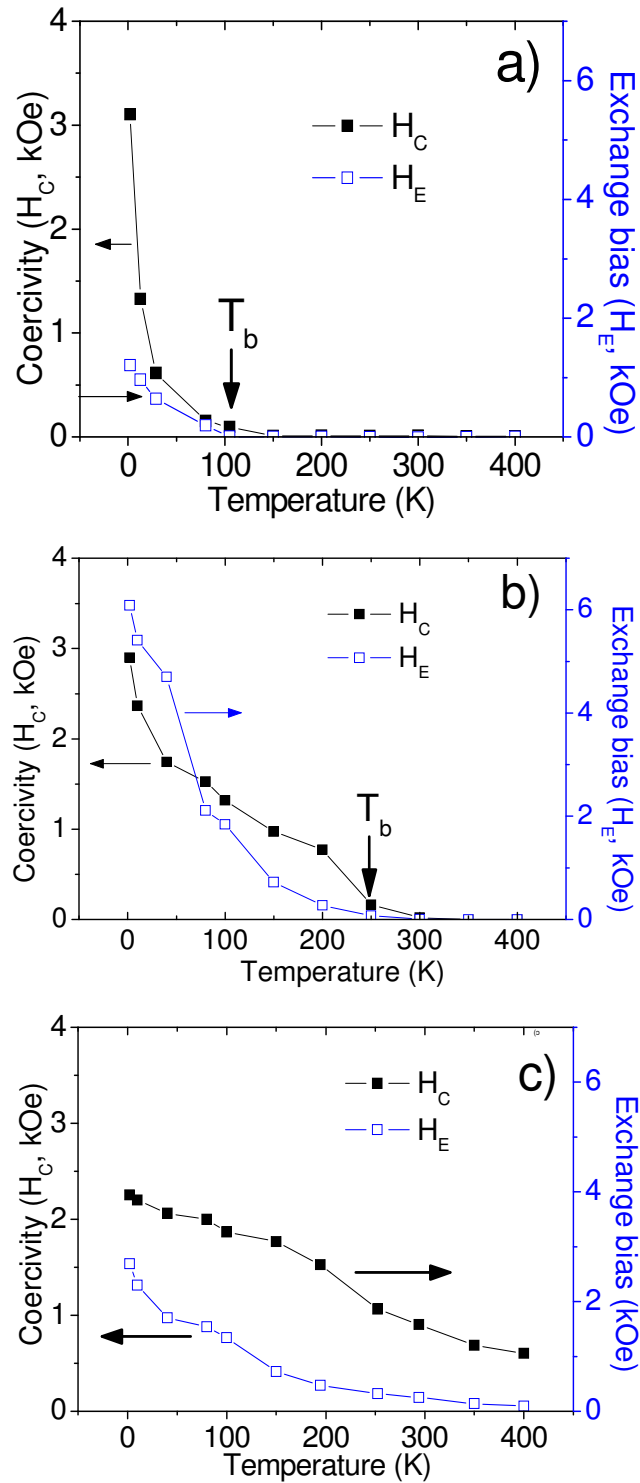 a)
H_C
H_E
T_b
Coercivity (H_C, kOe)
4
3
2
1
0
Exchange bias (H_E, kOe)
6
4
2
0
0 100 200 300 400
Temperature (K)
b)
H_C
H_E
T_b
Coercivity (H_C, kOe)
4
3
2
1
0
Exchange bias (H_E, kOe)
6
4
2
0
0 100 200 300 400
Temperature (K)
c)
H_C
H_E
Coercivity (H_C, kOe)
4
3
2
1
0
Exchange bias (kOe)
6
4
2
0
0 100 200 300 400
Temperature (K)